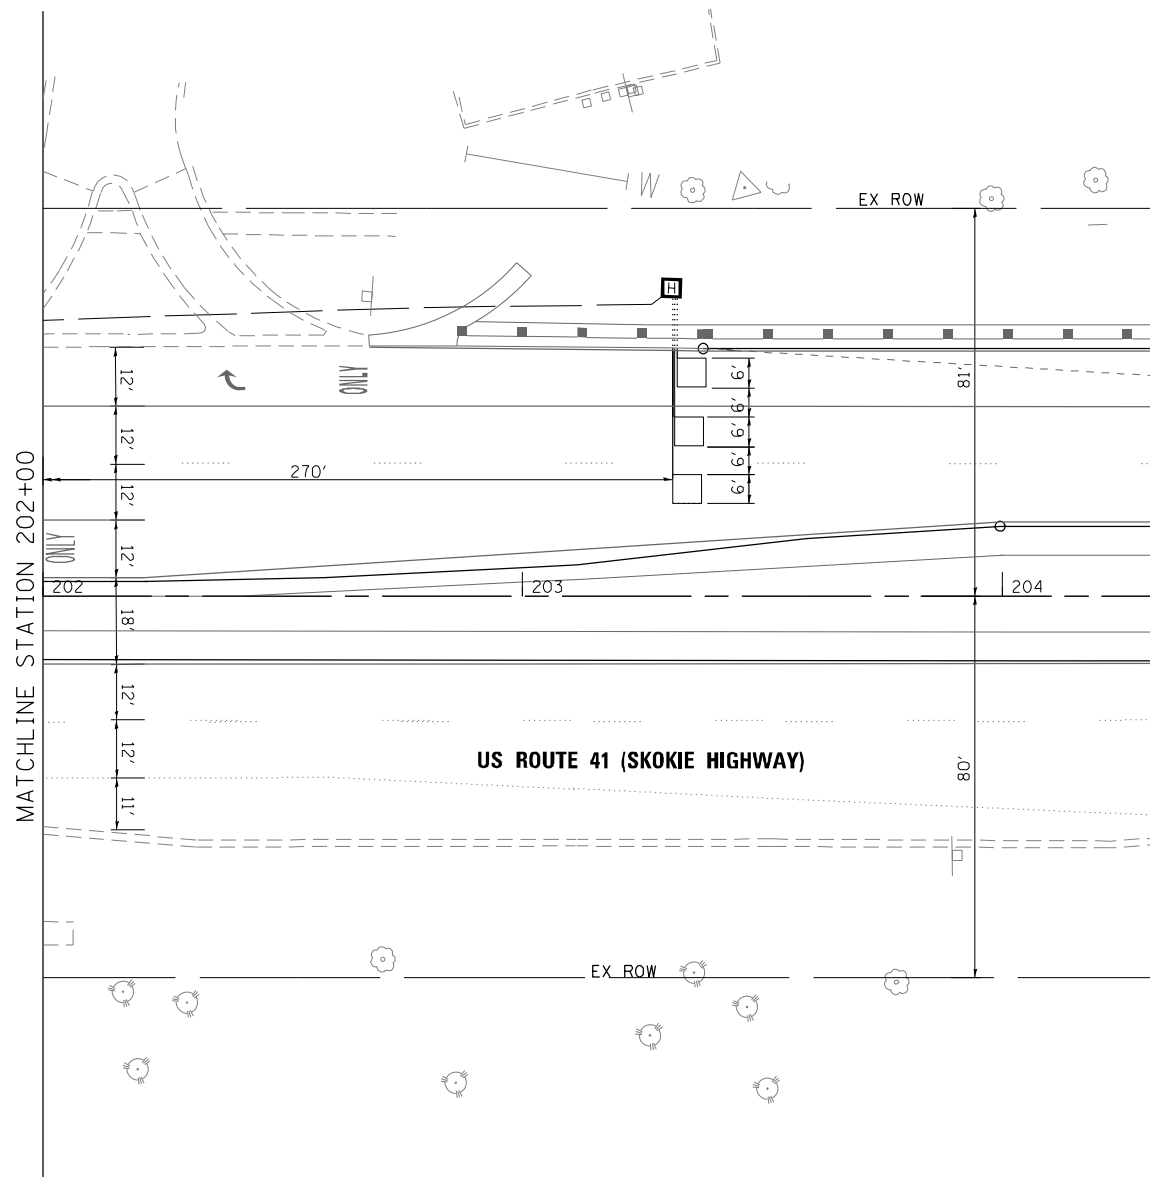 EX ROW
W
H
ONLY
12'
12'
12'
12'
18'
12'
12'
11'
6'
6'
6'
6'
6'
81'
270'
MATCHLINE STATION 202+00
ONLY
202
203
204
US ROUTE 41 (SKOKIE HIGHWAY)
80'
EX ROW